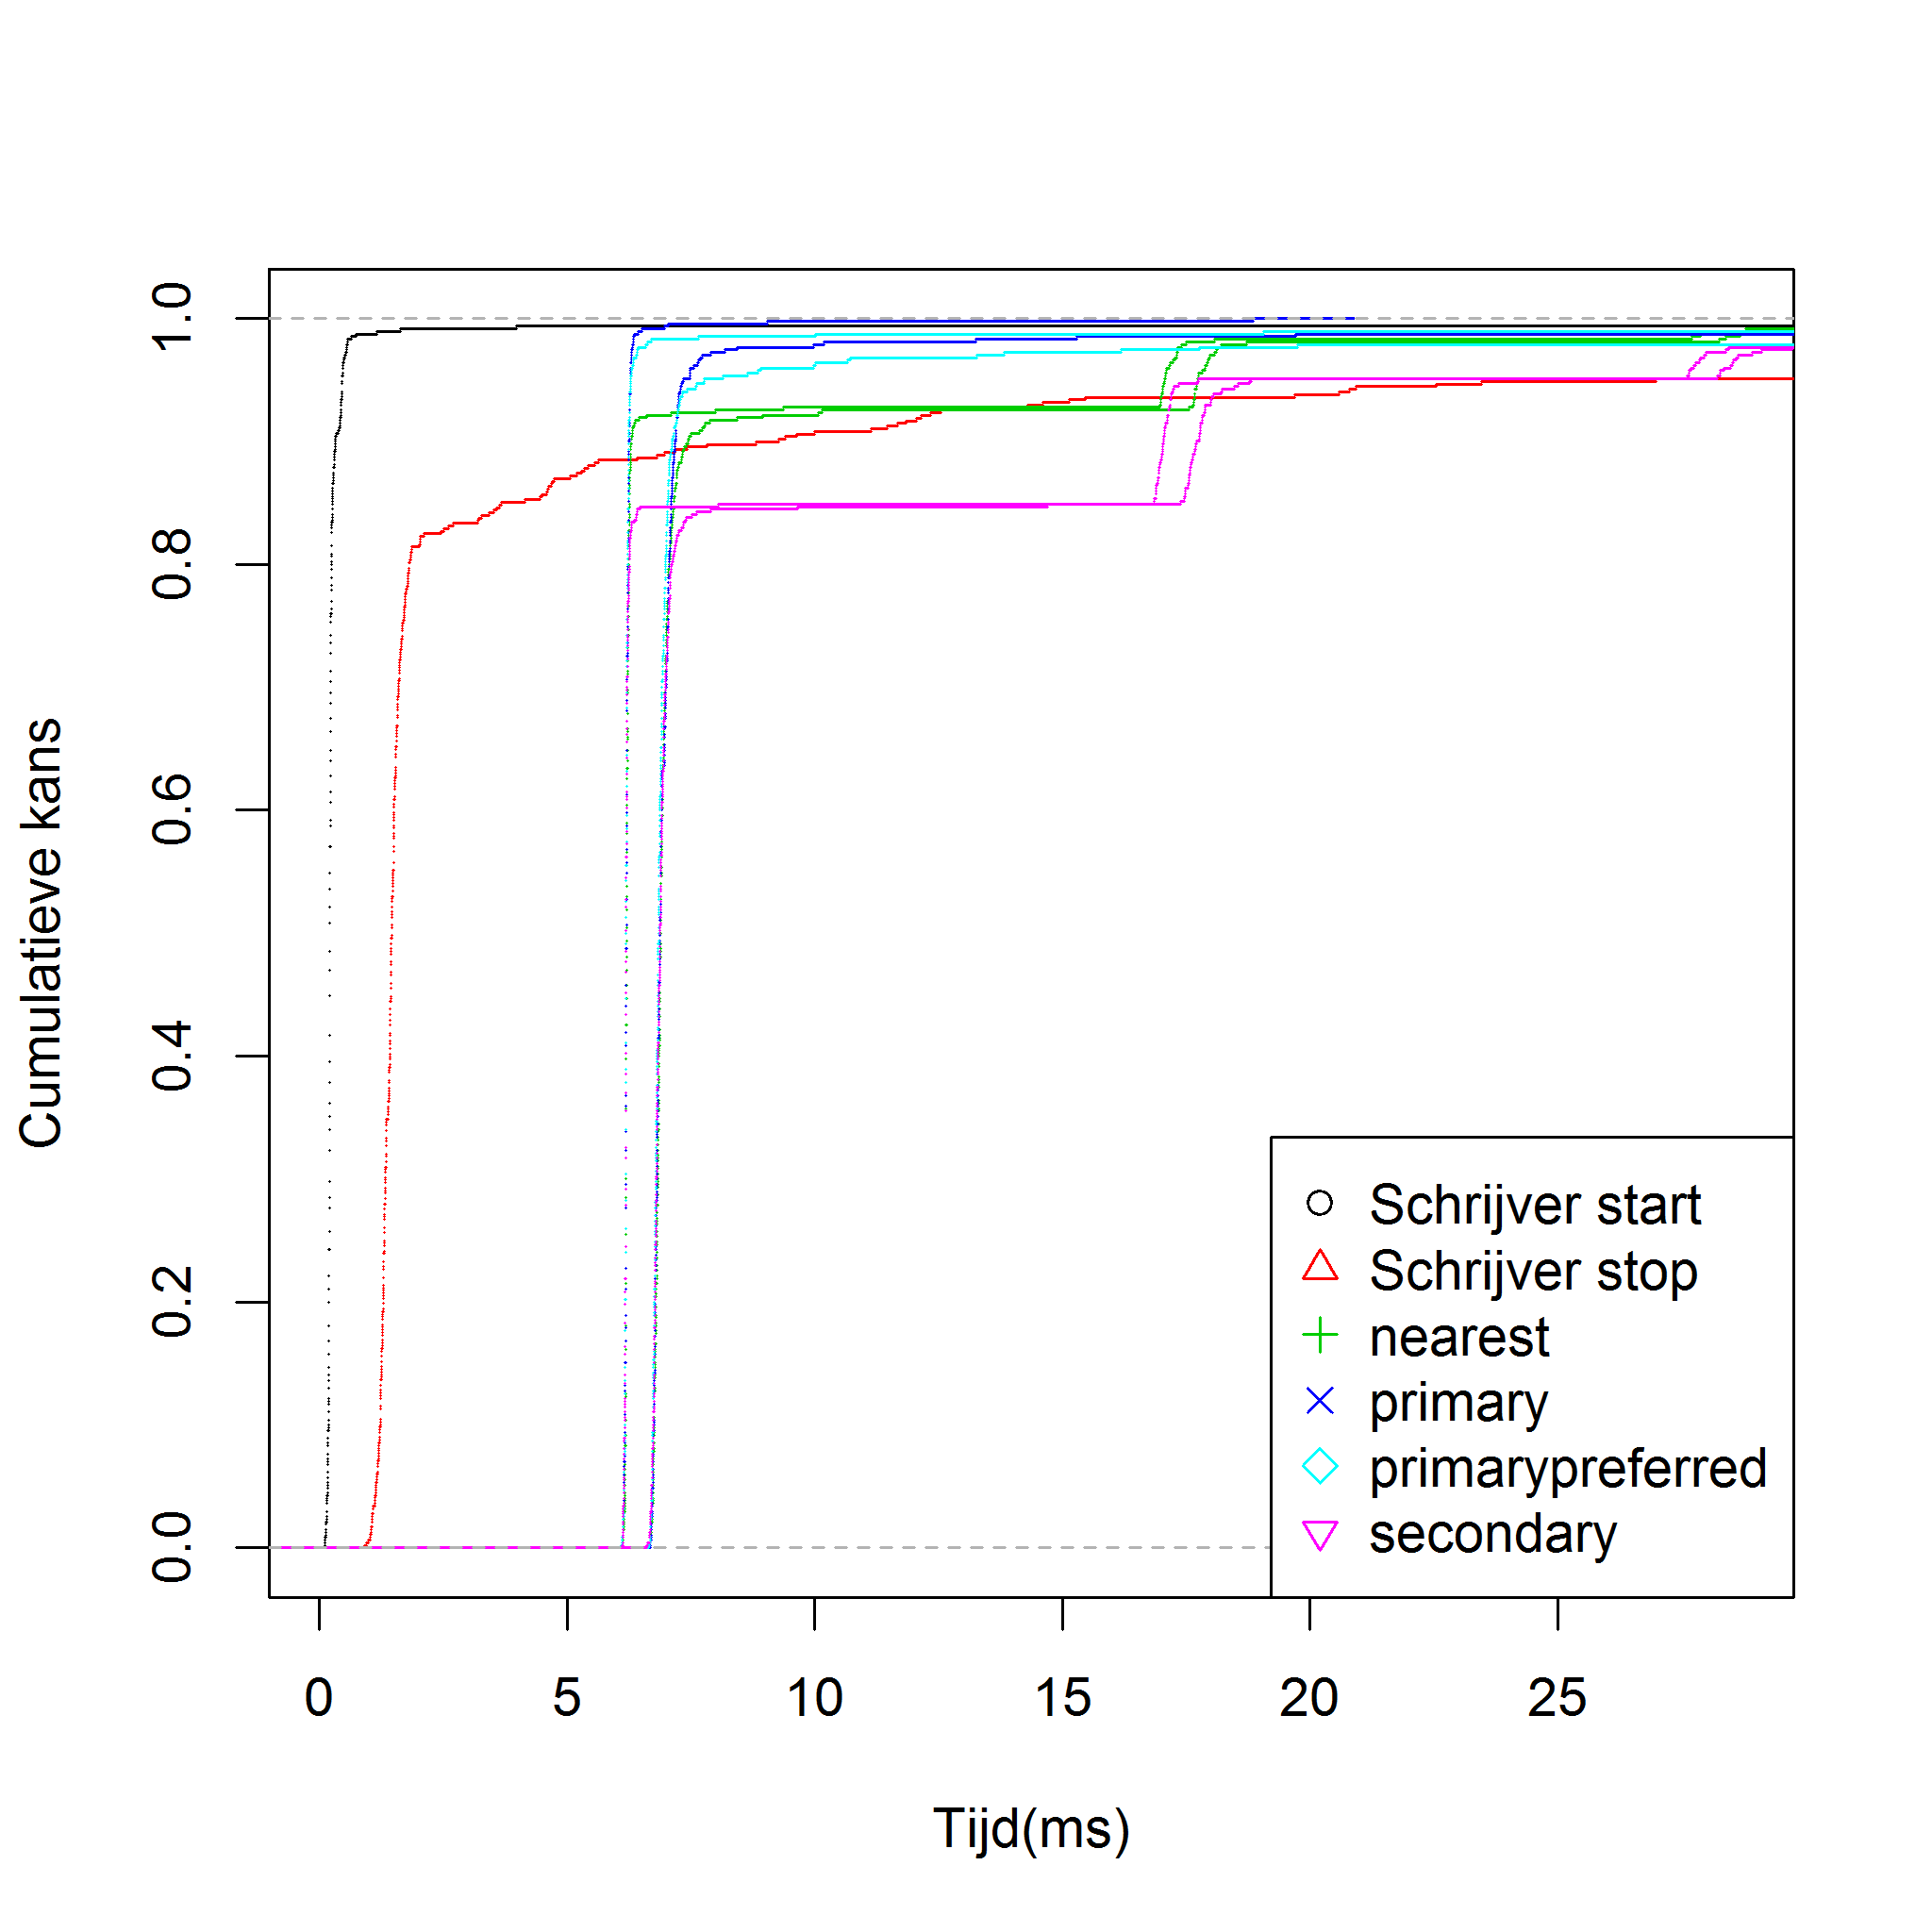 Cumulatieve kans
1.0
0.8
0.6
0.4
0.2
0.0
Schrijver start
Schrijver stop
nearest
primary
primarypreferred
secondary
0 5 10 15 20 25
Tijd(ms)